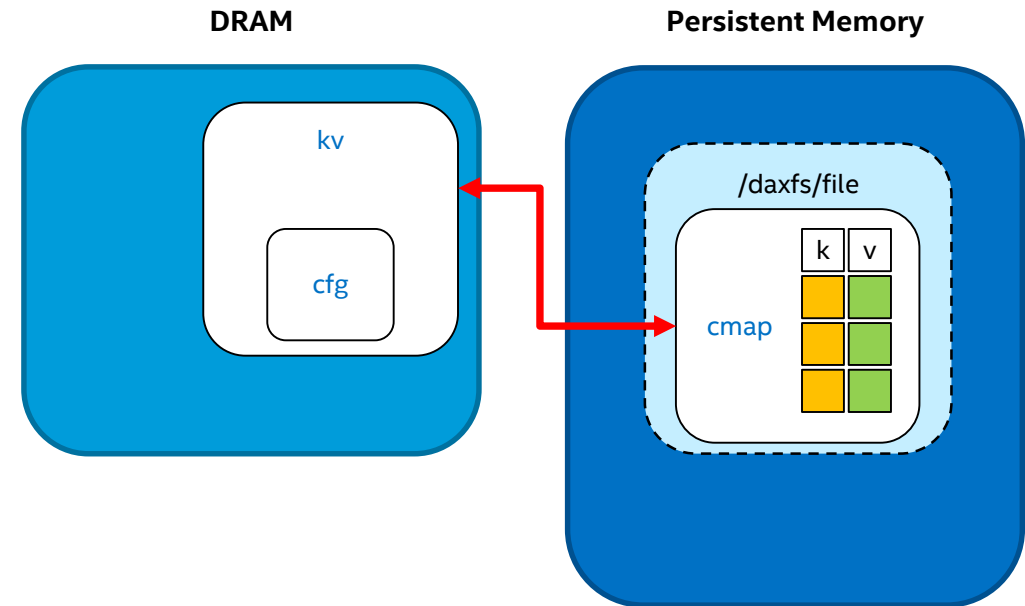 DRAM
Persistent Memory
kv
cfg
/daxfs/file
k v
cmap